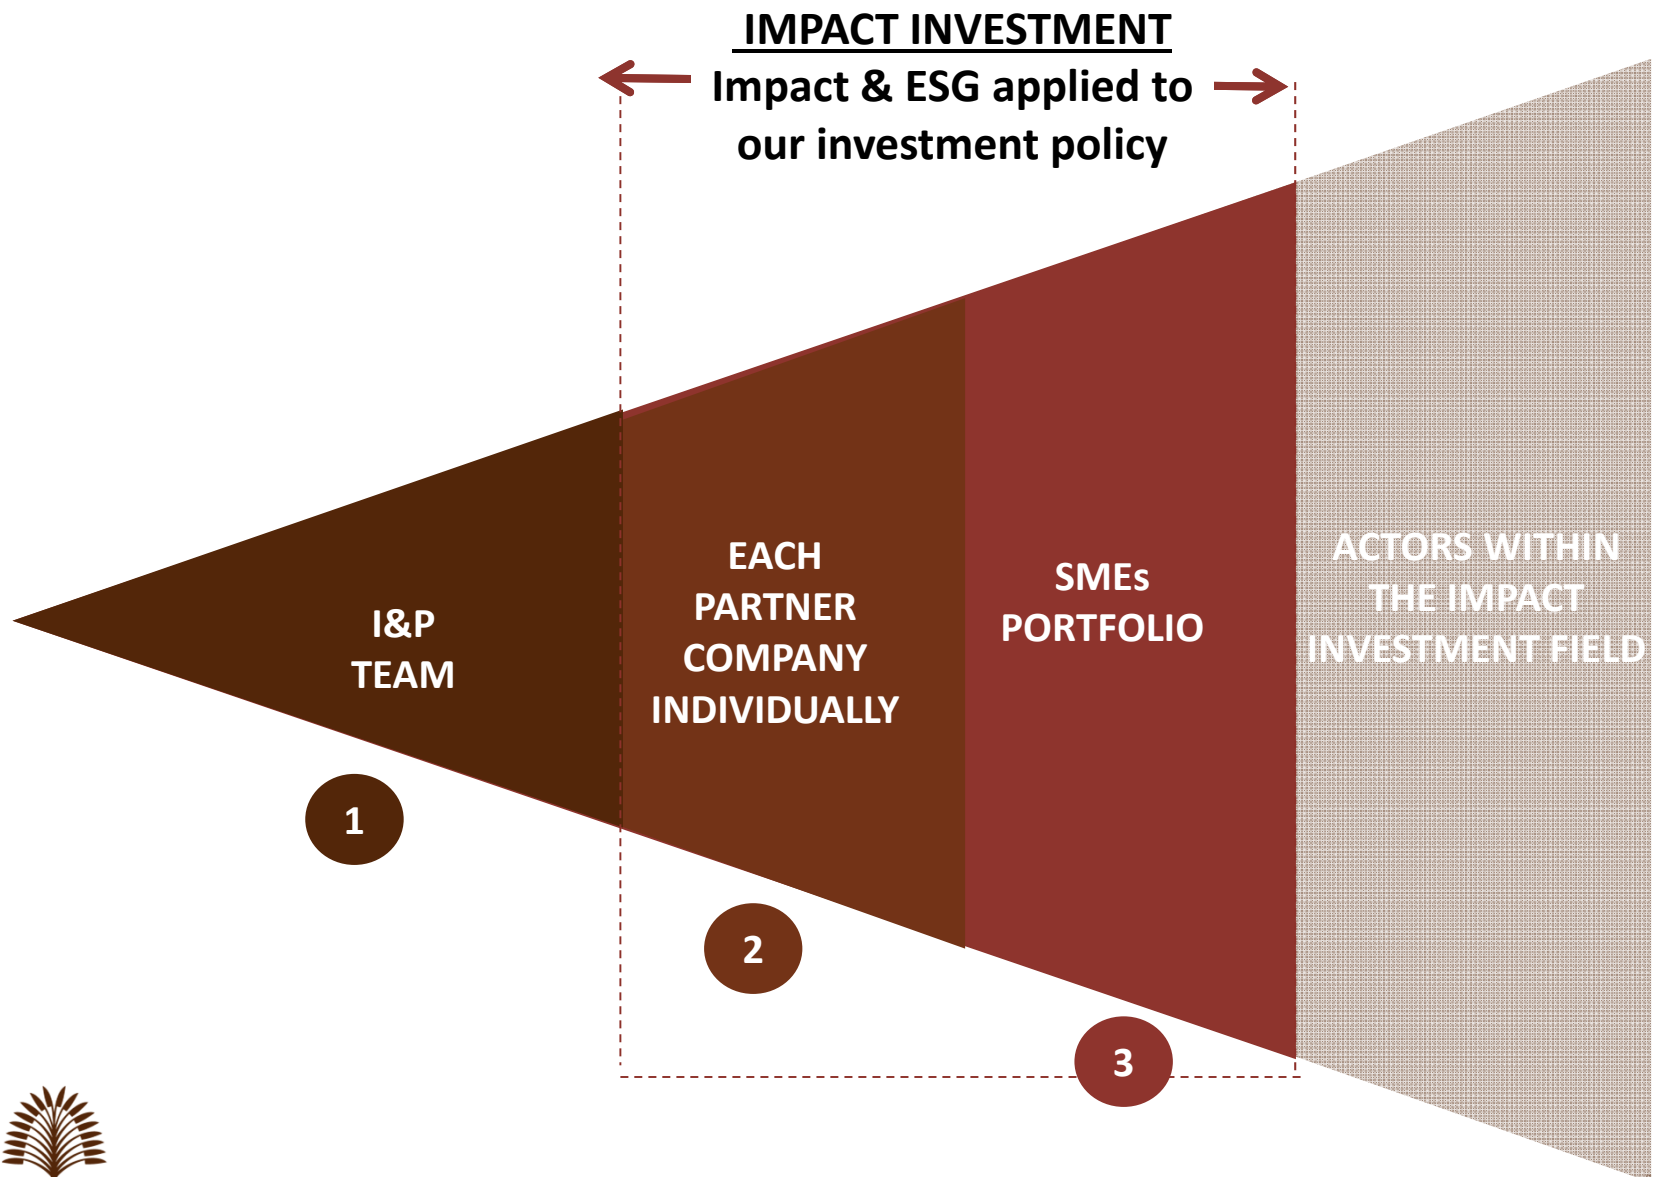 IMPACT INVESTMENT
Impact & ESG applied to
our investment policy
I&P
TEAM
EACH
PARTNER
COMPANY
INDIVIDUALLY
SMEs
PORTFOLIO
ACTORS WITHIN
THE IMPACT
INVESTMENT FIELD
1
2
3